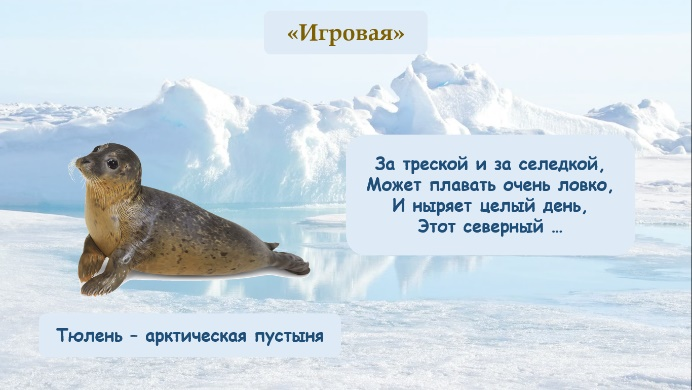 «Игровая»
За треской и за селедкой,
Может плавать очень ловко,
И ныряет целый день,
Этот северный …
Тюлень – арктическая пустыня